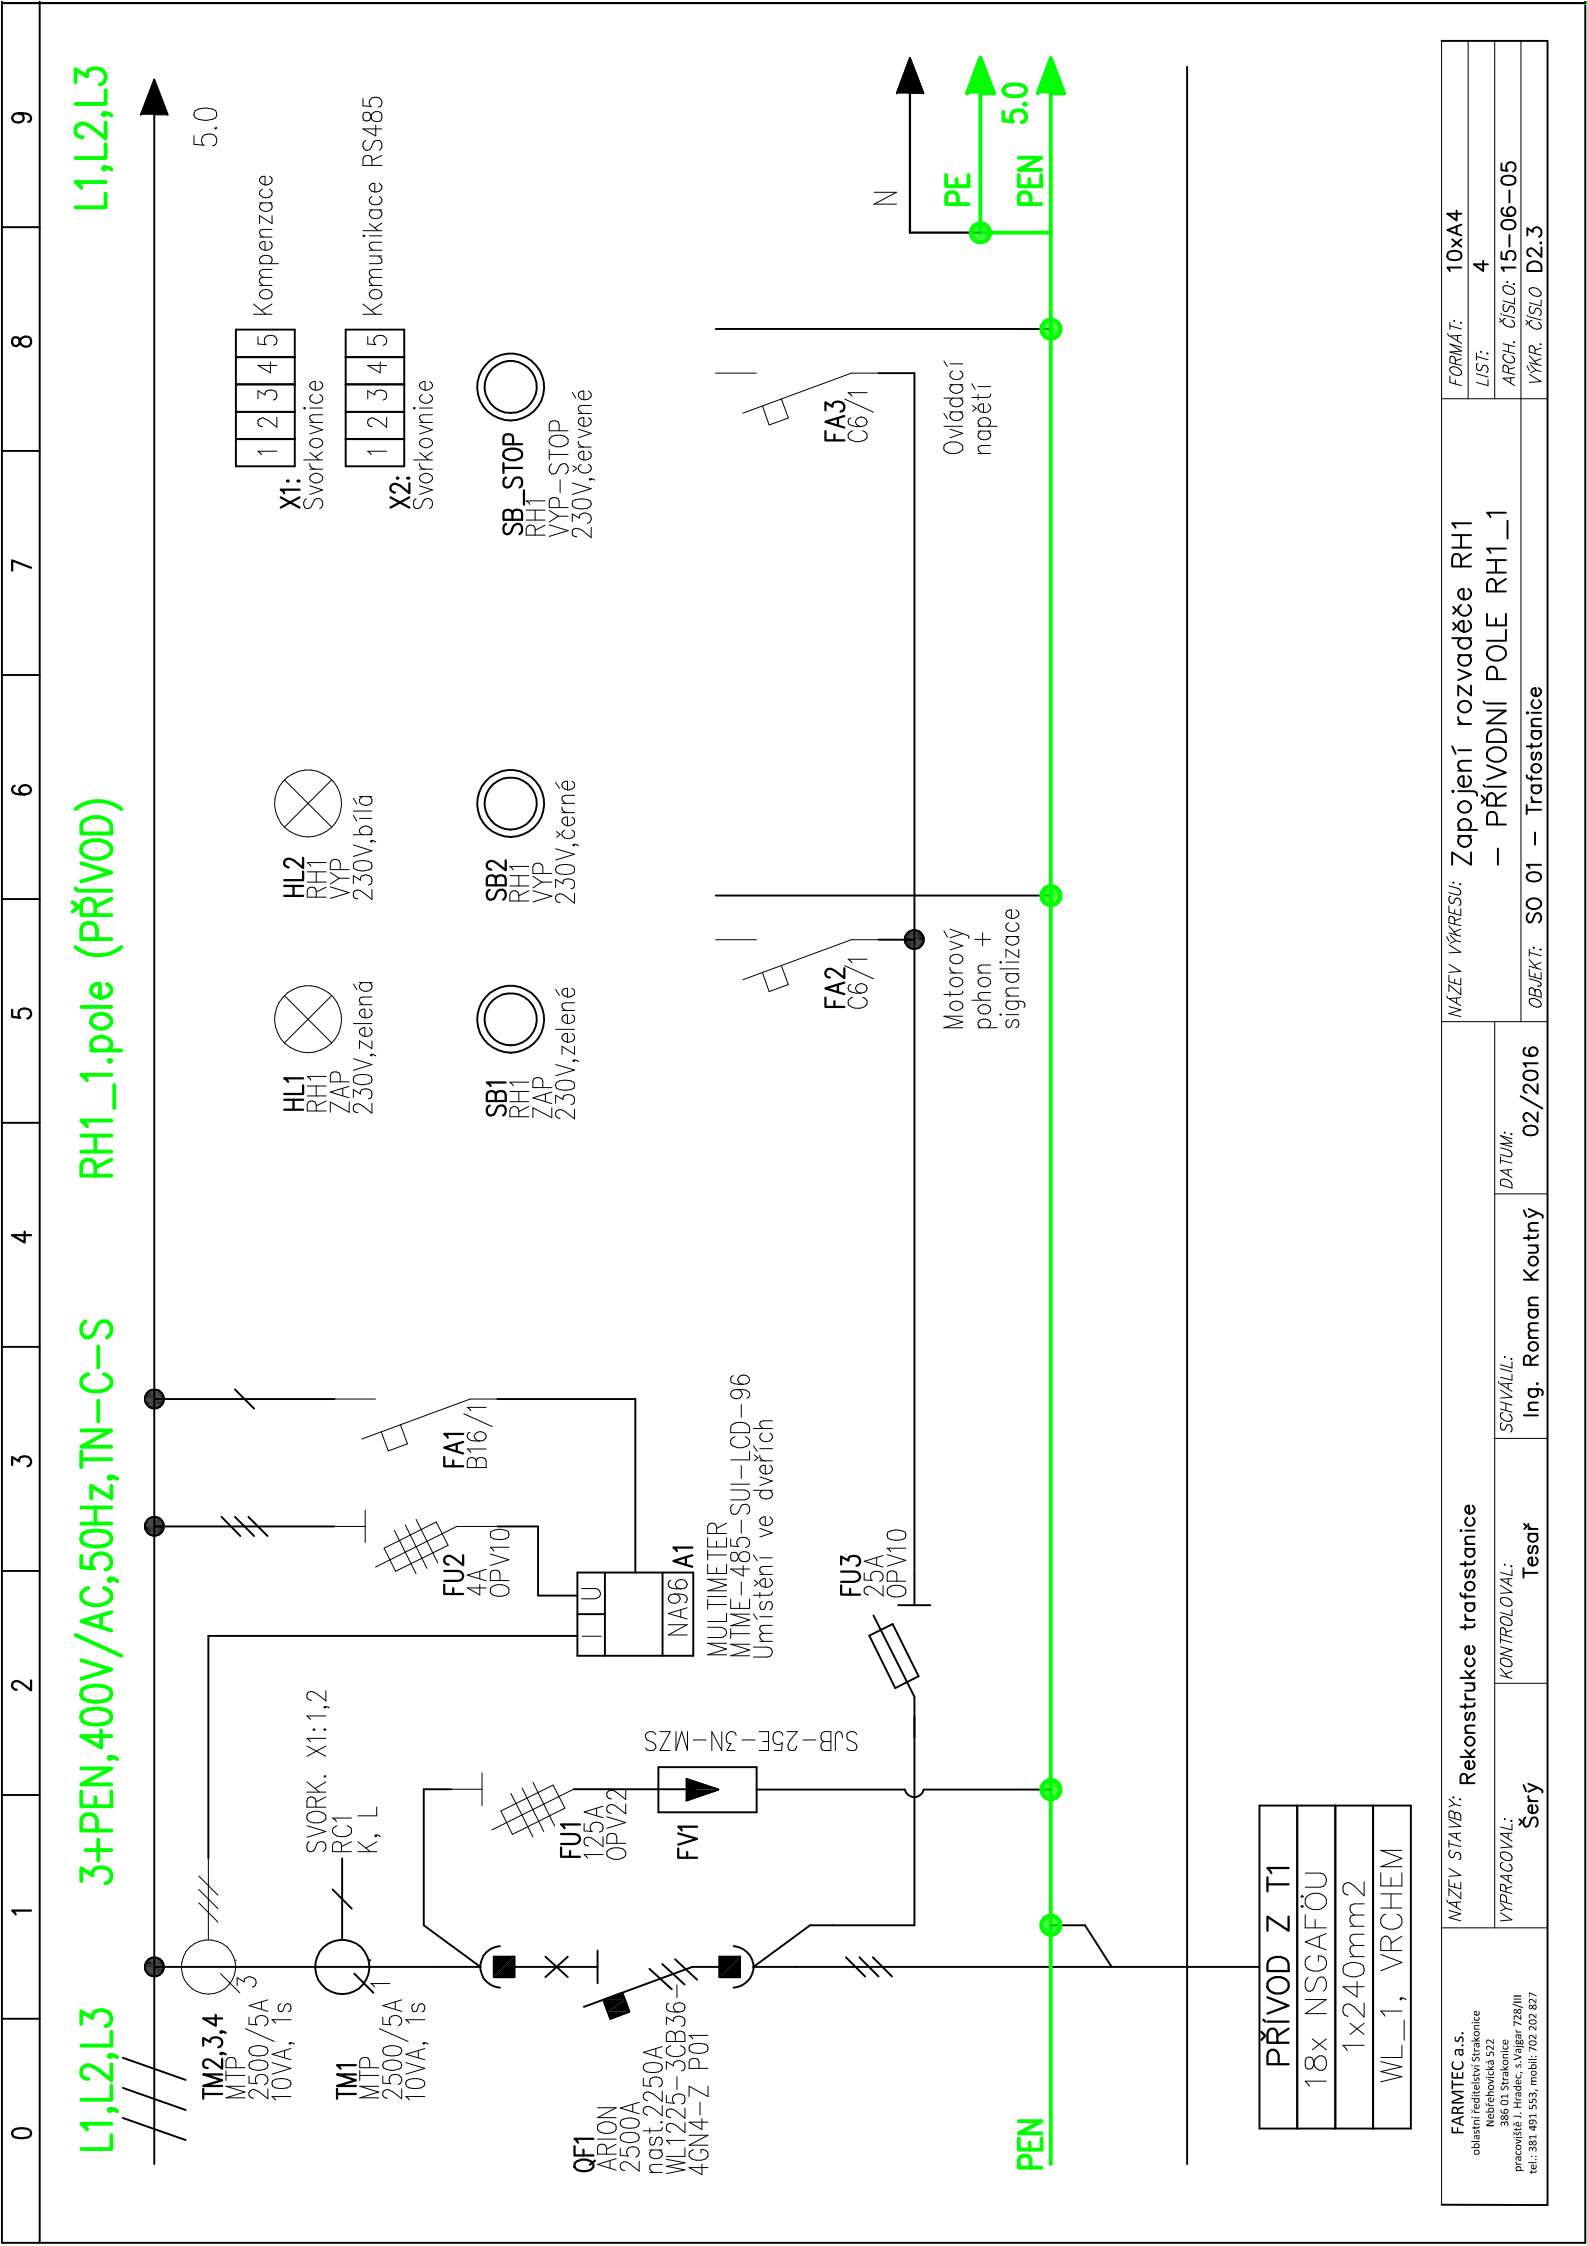 0 1 2 3 4 5 6 7 8 9
L1,L2,L3
3+PEN,400V/AC,50Hz,TN-C-S
RH1_1.pole (PŘÍVOD)
L1,L2,L3
5.0
TM2,3,4
MTP
2500/5A
10VA, 1s
3
TM1
MTP
2500/5A
10VA, 1s
1
SVORK. X1:1,2
RC1
K, L
QF1
ARION
2500A
nast.2250A
WL1225-3CB36-
4GN4-Z P01
FU1
125A
OPV22
FV1
SJB-25E-3N-MZS
FU2
4A
OPV10
FA1
B16/1
I U
NA96
A1
MULTIMETER
MTME-485-SUI-LCD-96
Umístění ve dveřích
FU3
25A
OPV10
HL1
RH1
ZAP
230V,zelená
HL2
RH1
VYP
230V,bílá
SB1
RH1
ZAP
230V,zelené
SB2
RH1
VYP
230V,černé
1 2 3 4 5 Kompenzace
X1:
Svorkovnice
1 2 3 4 5 Komunikace RS485
X2:
Svorkovnice
SB_STOP
RH1
VYP-STOP
230V,červené
FA2
C6/1
Motorový
pohon +
signalizace
FA3
C6/1
Ovládací
napětí
N
PE
PEN
5.0
PEN
PŘÍVOD Z T1
18x NSGAFÖU
1x240mm2
WL_1, VRCHEM
FARMTEC a.s.
oblastní ředitelství Strakonice
Nebřehovická 522
386 01 Strakonice
pracoviště J. Hradec, s.Vajgar 728/III
tel.: 381 491 553, mobil: 702 202 827
NÁZEV STAVBY: Rekonstrukce trafostanice
VYPRACOVAL:
Šerý
KONTROLOVAL:
Tesař
SCHVÁLIL:
Ing. Roman Koutný
DATUM:
02/2016
NÁZEV VÝKRESU: Zapojení rozvaděče RH1
- PŘÍVODNÍ POLE RH1_1
OBJEKT: SO 01 - Trafostanice
FORMÁT: 10xA4
LIST: 4
ARCH. ČÍSLO: 15-06-05
VÝKR. ČÍSLO D2.3